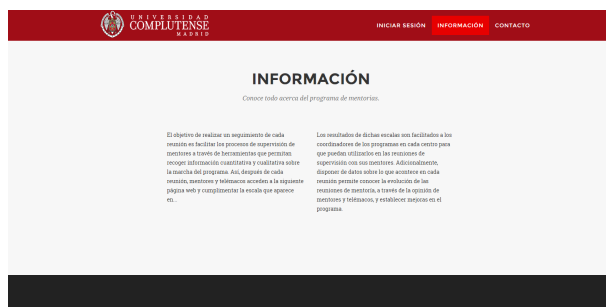 UNIVERSIDAD
COMPLUTENSE
MADRID
INICIAR SESIÓN
INFORMACIÓN
CONTACTO
INFORMACIÓN
Conoce todo acerca del programa de mentorías.
El objetivo de realizar un seguimiento de cada
reunión es facilitar los procesos de supervisión de
mentores a través de herramientas que permitan
recoger información cuantitativa y cualitativa sobre
la marcha del programa. Así, después de cada
reunión, mentores y telémacos acceden a la siguiente
página web y cumplimentar la escala que aparece
en...
Los resultados de dichas escalas son facilitados a los
coordinadores de los programas en cada centro para
que puedan utilizarlos en las reuniones de
supervisión con sus mentores. Adicionalmente,
disponer de datos sobre lo que acontece en cada
reunión permite conocer la evolución de las
reuniones de mentoría, a través de la opinión de
mentores y telémacos, y establecer mejoras en el
programa.